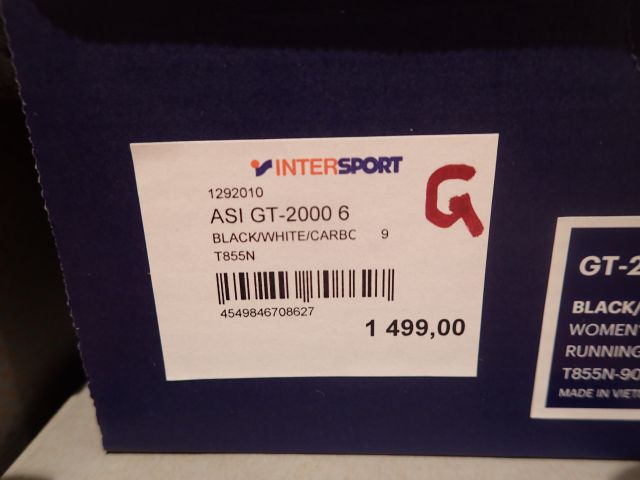 INTERSPORT
G
1292010
ASI GT-2000 6
BLACK/WHITE/CARBC 9
T855N
4549846708627
1 499,00
GT-2
BLACK/
WOMEN'
RUNNING
T855N-90
MADE IN VIET